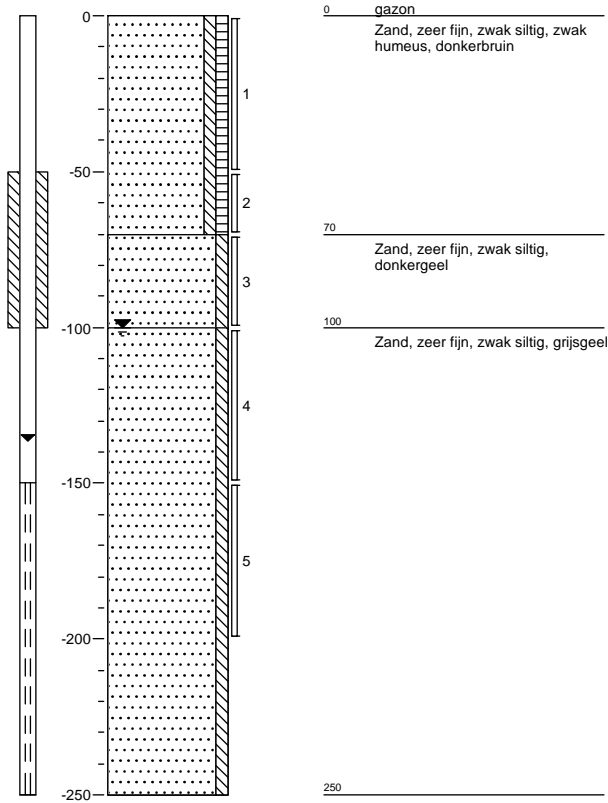 0
-50
-100
-150
-200
-250
1
2
3
4
5
0
gazon
Zand, zeer fijn, zwak siltig, zwak
humeus, donkerbruin
70
Zand, zeer fijn, zwak siltig,
donkergeel
100
Zand, zeer fijn, zwak siltig, grijsgeel
250